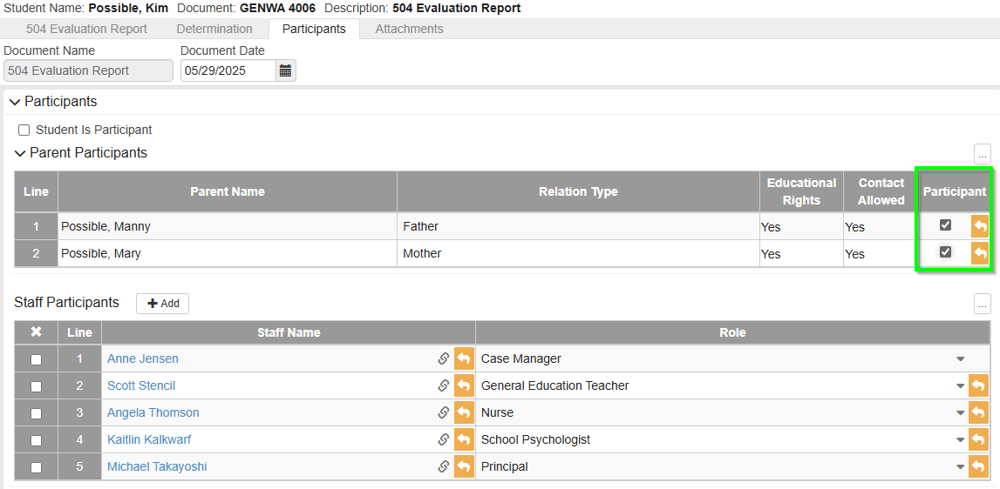 Student Name: Possible, Kim Document: GENWA 4006 Description: 504 Evaluation Report
504 Evaluation Report Determination Participants Attachments
Document Name Document Date
504 Evaluation Report 05/29/2025
Participants
Student Is Participant
Parent Participants ...
Line Parent Name Relation Type Educational Rights Contact Allowed Participant
1 Possible, Manny Father Yes Yes
2 Possible, Mary Mother Yes Yes
Staff Participants Add ...
Line Staff Name Role
1 Anne Jensen Case Manager
2 Scott Stencil General Education Teacher
3 Angela Thomson Nurse
4 Kaitlin Kalkwarf School Psychologist
5 Michael Takayoshi Principal